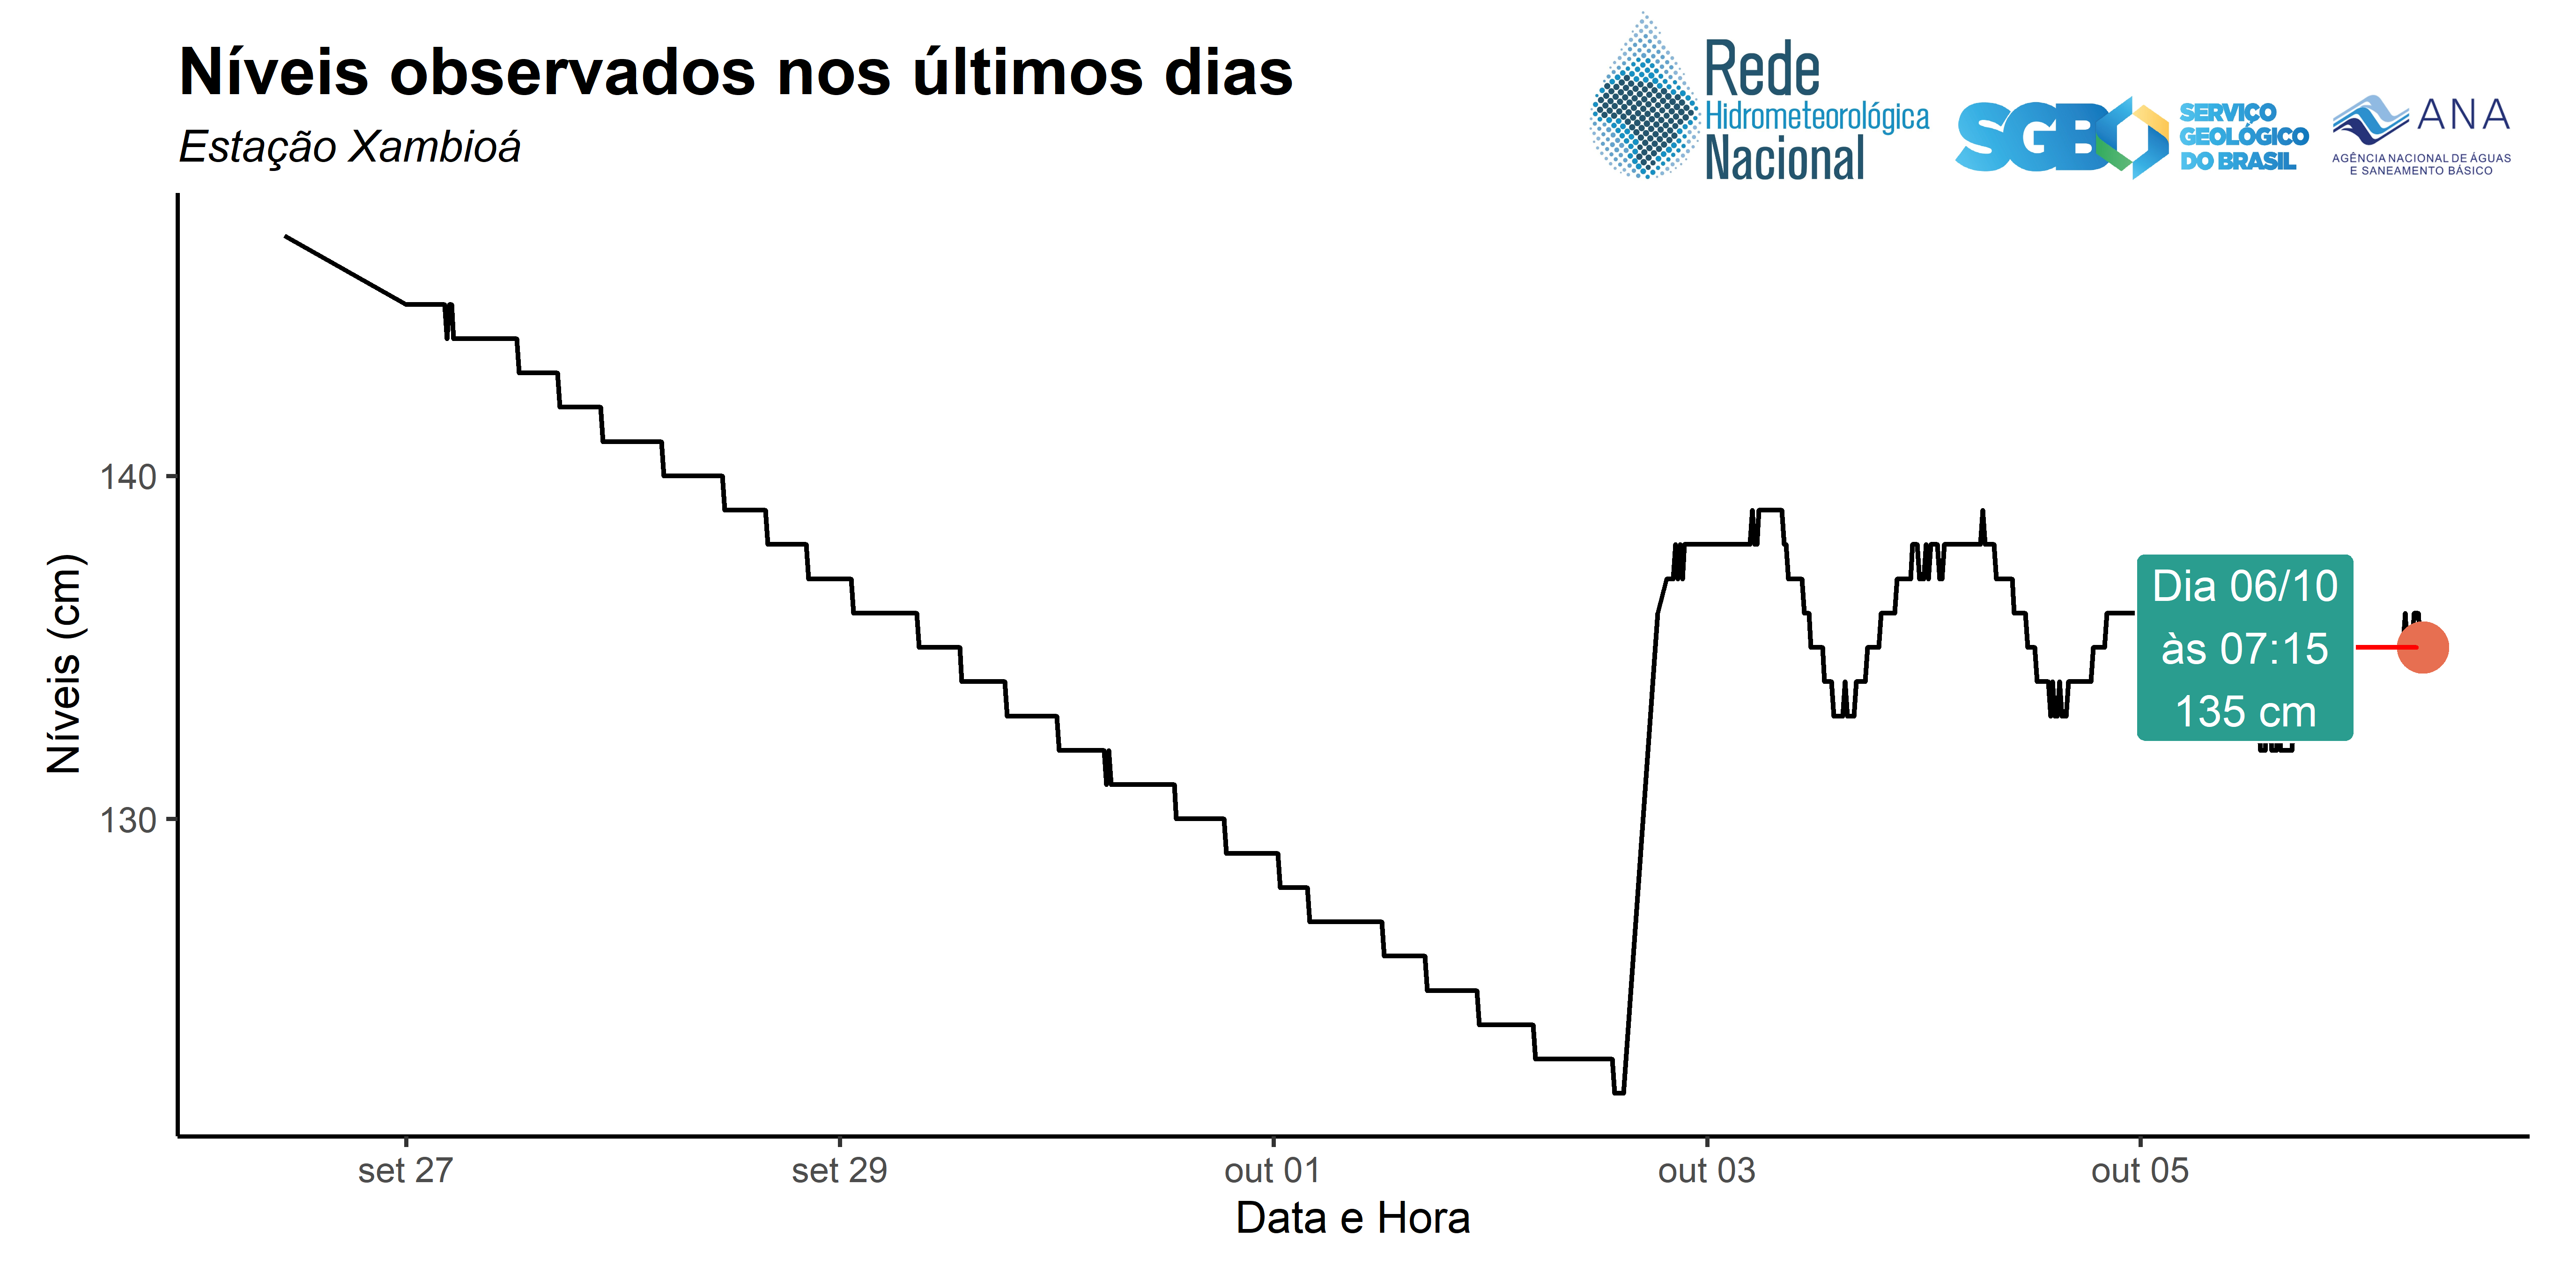 Níveis observados nos últimos dias
Estação Xambioá
Rede
Hidrometeorológica
Nacional
SGB
SERVIÇO
GEOLÓGICO
DO BRASIL
ANA
AGÊNCIA NACIONAL DE ÁGUAS
E SANEAMENTO BÁSICO
Níveis (cm)
140
130
Dia 06/10
às 07:15
135 cm
set 27
set 29
out 01
out 03
out 05
Data e Hora